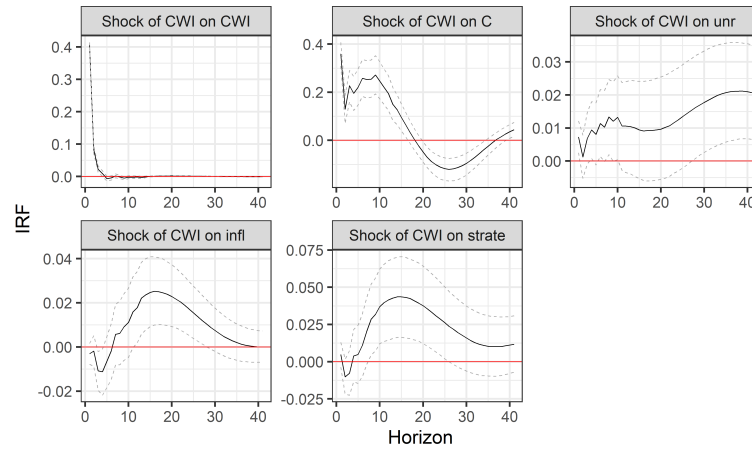 Shock of CWI on CWI
Shock of CWI on C
Shock of CWI on unr
0.4
0.3
0.2
0.1
0.0
0 10 20 30 40
0.4
0.2
0.0
0 10 20 30 40
0.03
0.02
0.01
0.00
0 10 20 30 40
IRF
Shock of CWI on infl
Shock of CWI on strate
0.04
0.02
0.00
-0.02
0 10 20 30 40
0.075
0.050
0.025
0.000
-0.025
0 10 20 30 40
Horizon